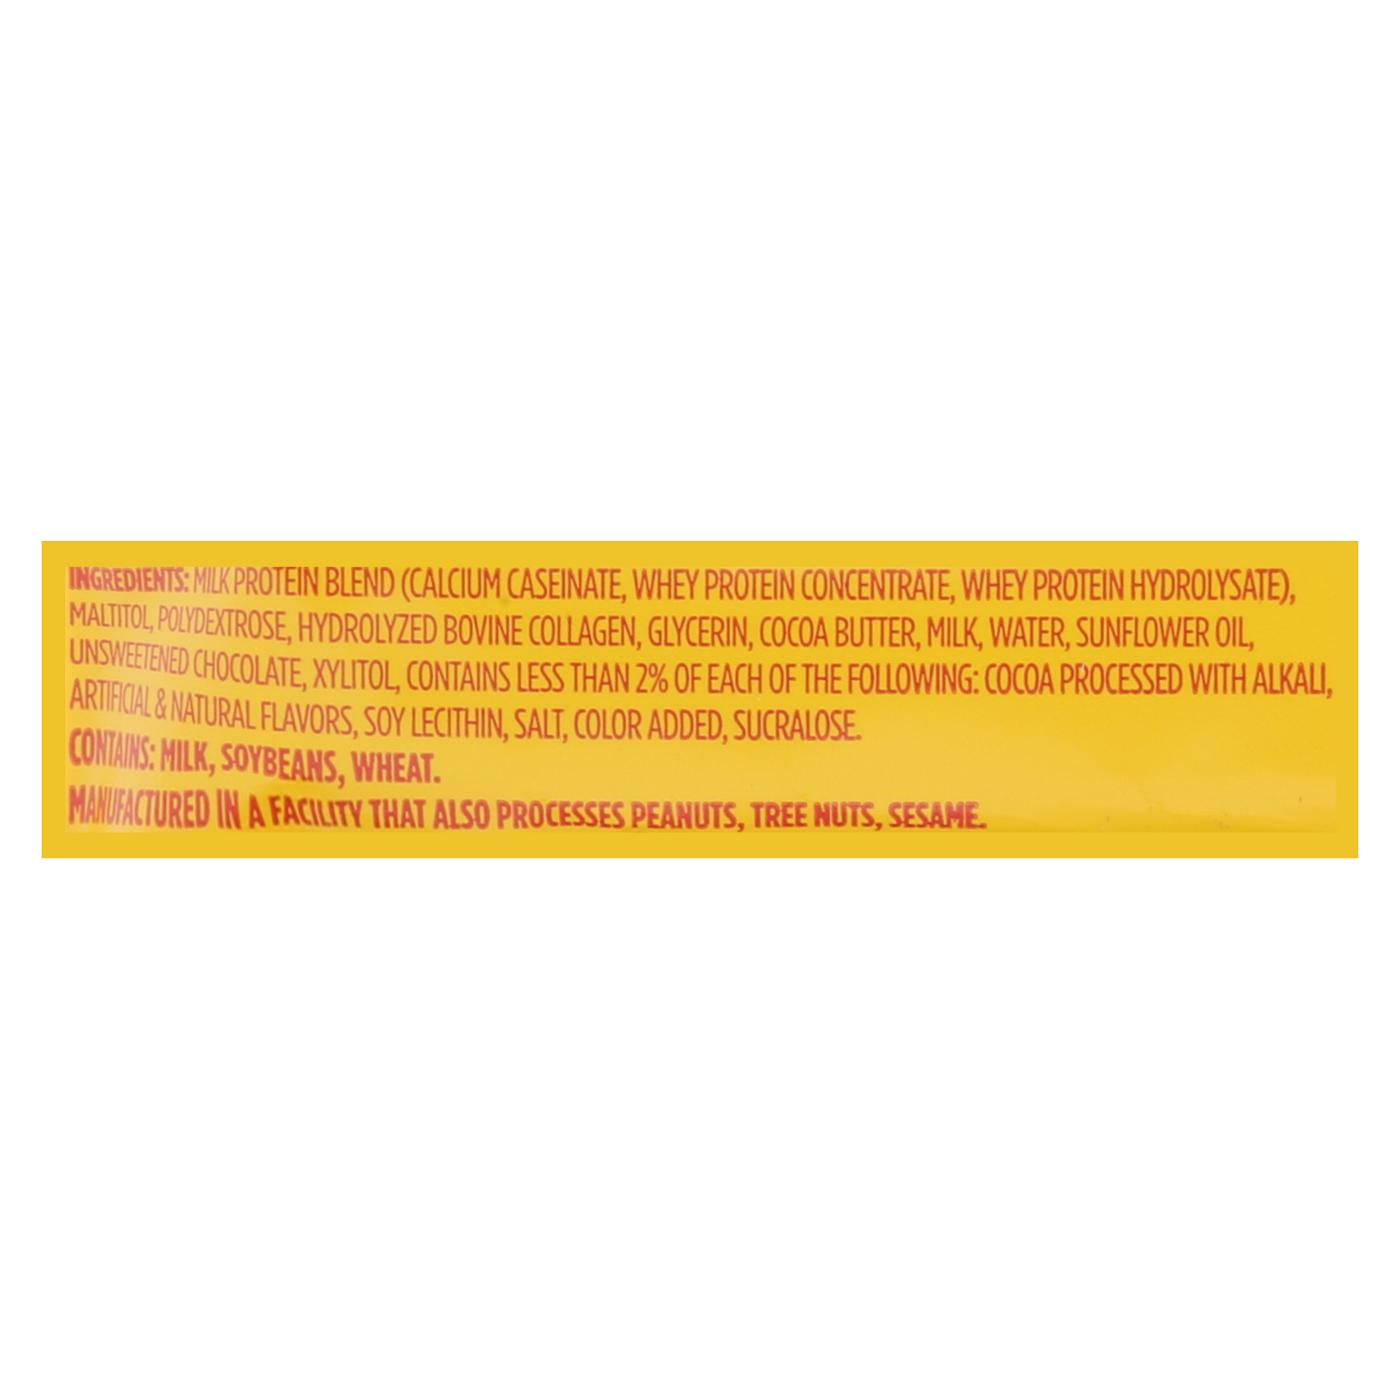 INGREDIENTS: MILK PROTEIN BLEND (CALCIUM CASEINATE, WHEY PROTEIN CONCENTRATE, WHEY PROTEIN HYDROLYSATE),
MALTITOL, POLYDEXTROSE, HYDROLYZED BOVINE COLLAGEN, GLYCERIN, COCOA BUTTER, MILK, WATER, SUNFLOWER OIL,
UNSWEETENED CHOCOLATE, XYLITOL, CONTAINS LESS THAN 2% OF EACH OF THE FOLLOWING: COCOA PROCESSED WITH ALKALI,
ARTIFICIAL & NATURAL FLAVORS, SOY LECITHIN, SALT, COLOR ADDED, SUCRALOSE.
CONTAINS: MILK, SOYBEANS, WHEAT.
MANUFACTURED IN A FACILITY THAT ALSO PROCESSES PEANUTS, TREE NUTS, SESAME.